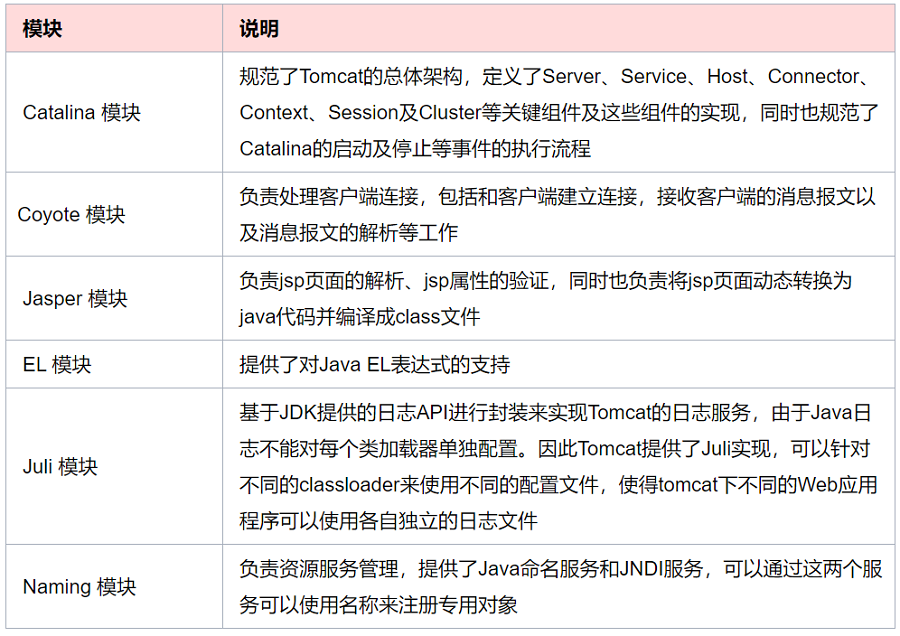 模块
说明
Catalina 模块
规范了Tomcat的总体架构，定义了Server、Service、Host、Connector、
Context、Session及Cluster等关键组件及这些组件的实现，同时也规范了
Catalina的启动及停止等事件的执行流程
Coyote 模块
负责处理客户端连接，包括和客户端建立连接，接收客户端的消息报文以
及消息报文的解析等工作
Jasper 模块
负责jsp页面的解析、jsp属性的验证，同时也负责将jsp页面动态转换为
java代码并编译成class文件
EL 模块
提供了对Java EL表达式的支持
Juli 模块
基于JDK提供的日志API进行封装来实现Tomcat的日志服务，由于Java日
志不能对每个类加载器单独配置。因此Tomcat提供了Juli实现，可以针对
不同的classloader来使用不同的配置文件，使得tomcat下不同的Web应用
程序可以使用各自独立的日志文件
Naming 模块
负责资源服务管理，提供了Java命名服务和JNDI服务，可以通过这两个服
务可以使用名称来注册专用对象